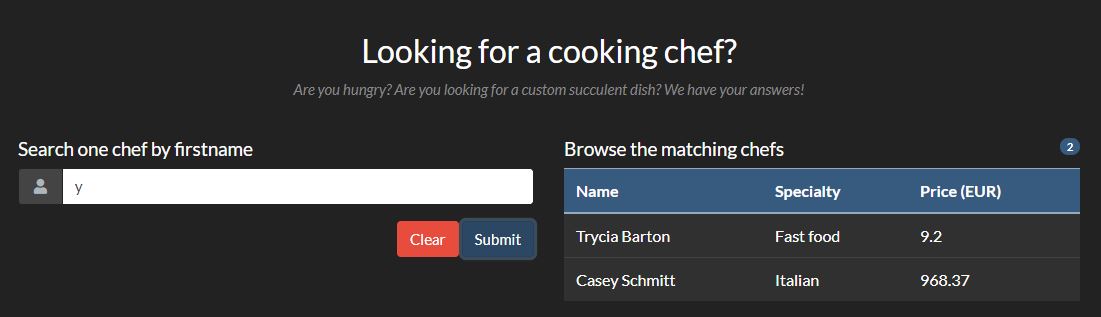 Looking for a cooking chef?
Are you hungry? Are you looking for a custom succulent dish? We have your answers!
Search one chef by firstname
y
Clear Submit
Browse the matching chefs 2
Name Specialty Price (EUR)
Trycia Barton Fast food 9.2
Casey Schmitt Italian 968.37